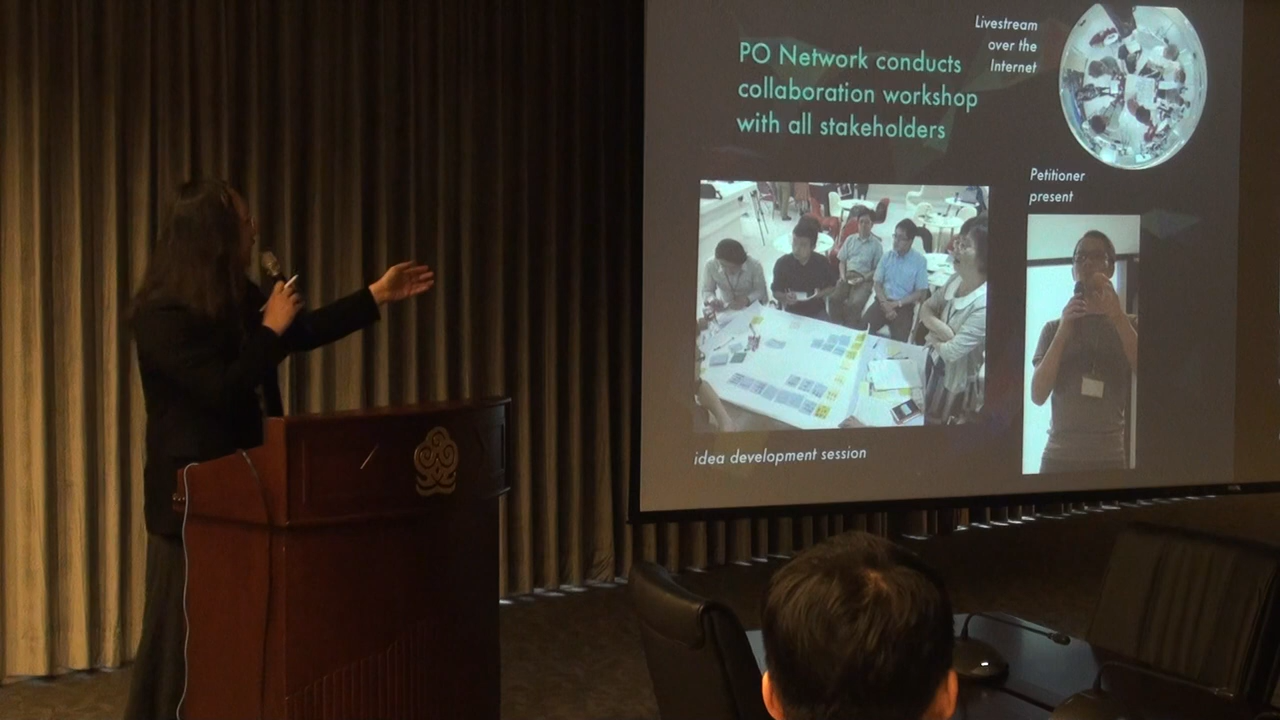 PO Network conducts
collaboration workshop
with all stakeholders
Livestream
over the
Internet
Petitioner
present
idea development session